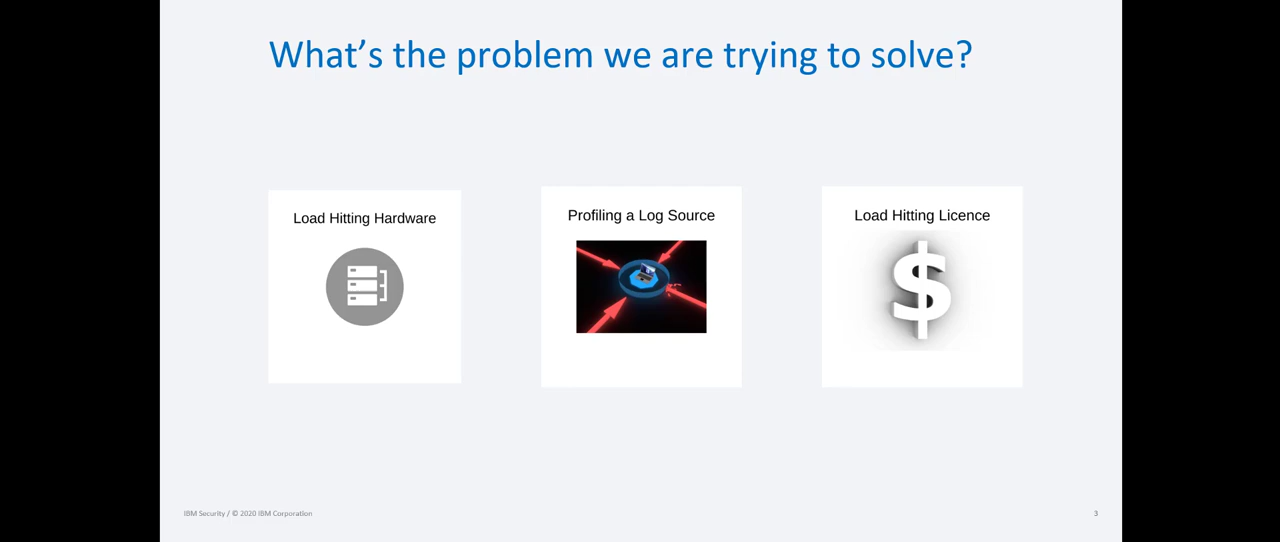 What’s the problem we are trying to solve?
Load Hitting Hardware
Profiling a Log Source
Load Hitting Licence
$
IBM Security / © 2020 IBM Corporation
3